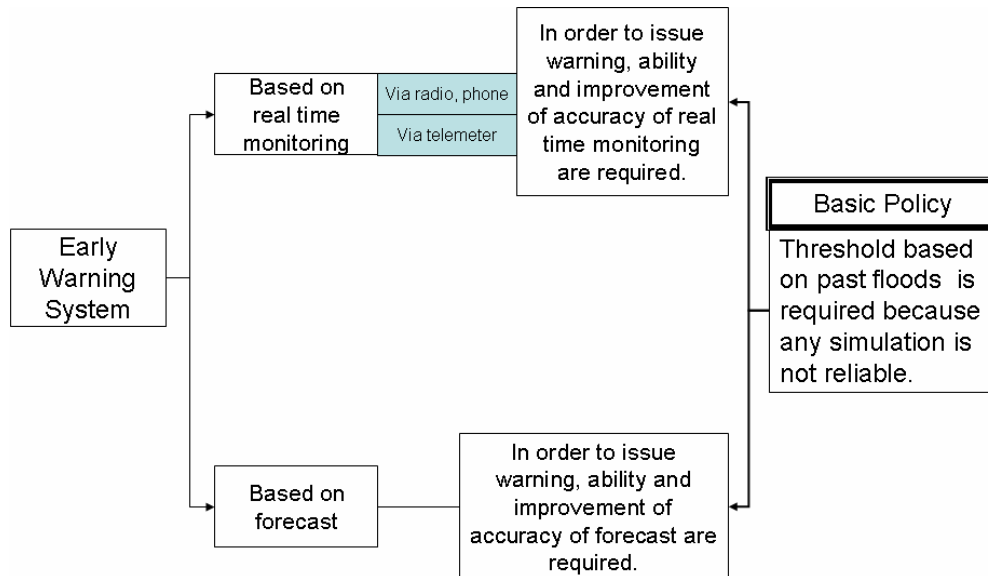 Early
Warning
System
Based on
real time
monitoring
Via radio, phone
Via telemeter
In order to issue
warning, ability
and improvement
of accuracy of real
time monitoring
are required.
Based on
forecast
In order to issue
warning, ability and
improvement of
accuracy of forecast are
required.
Basic Policy
Threshold based
on past floods is
required because
any simulation is
not reliable.